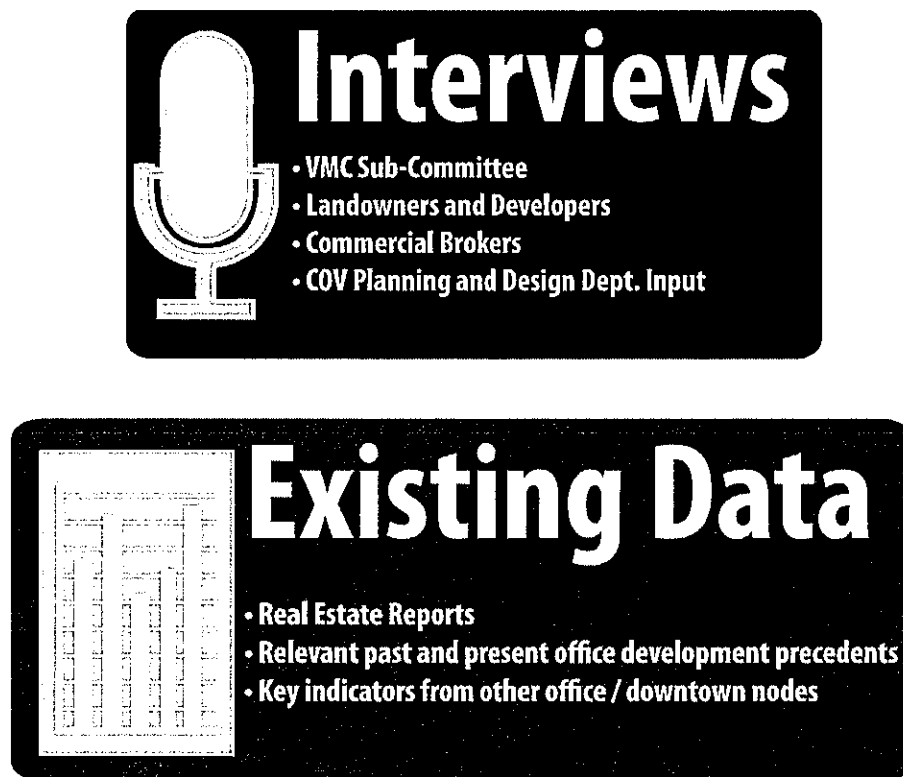 Interviews
• VMC Sub-Committee
• Landowners and Developers
• Commercial Brokers
• COV Planning and Design Dept. Input
Existing Data
• Real Estate Reports
• Relevant past and present office development precedents
• Key indicators from other office / downtown nodes